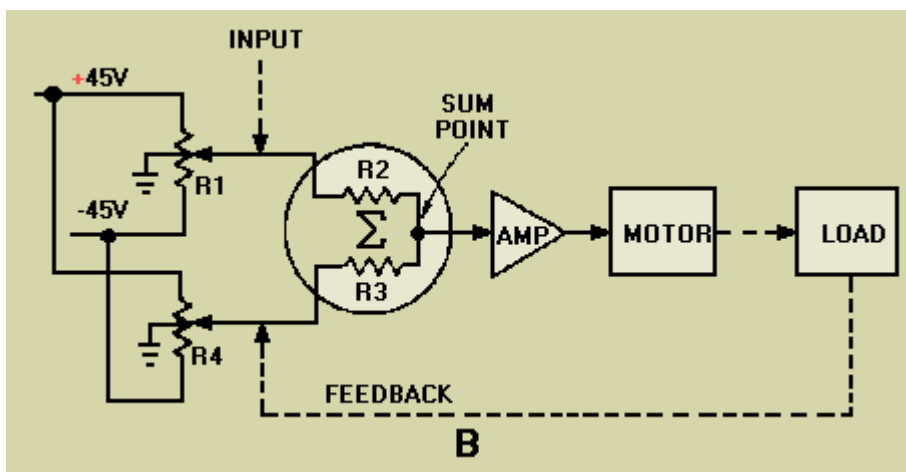 INPUT
+45V
SUM
POINT
R1
R2
Σ
-45V
AMP
MOTOR
LOAD
R3
R4
FEEDBACK
B